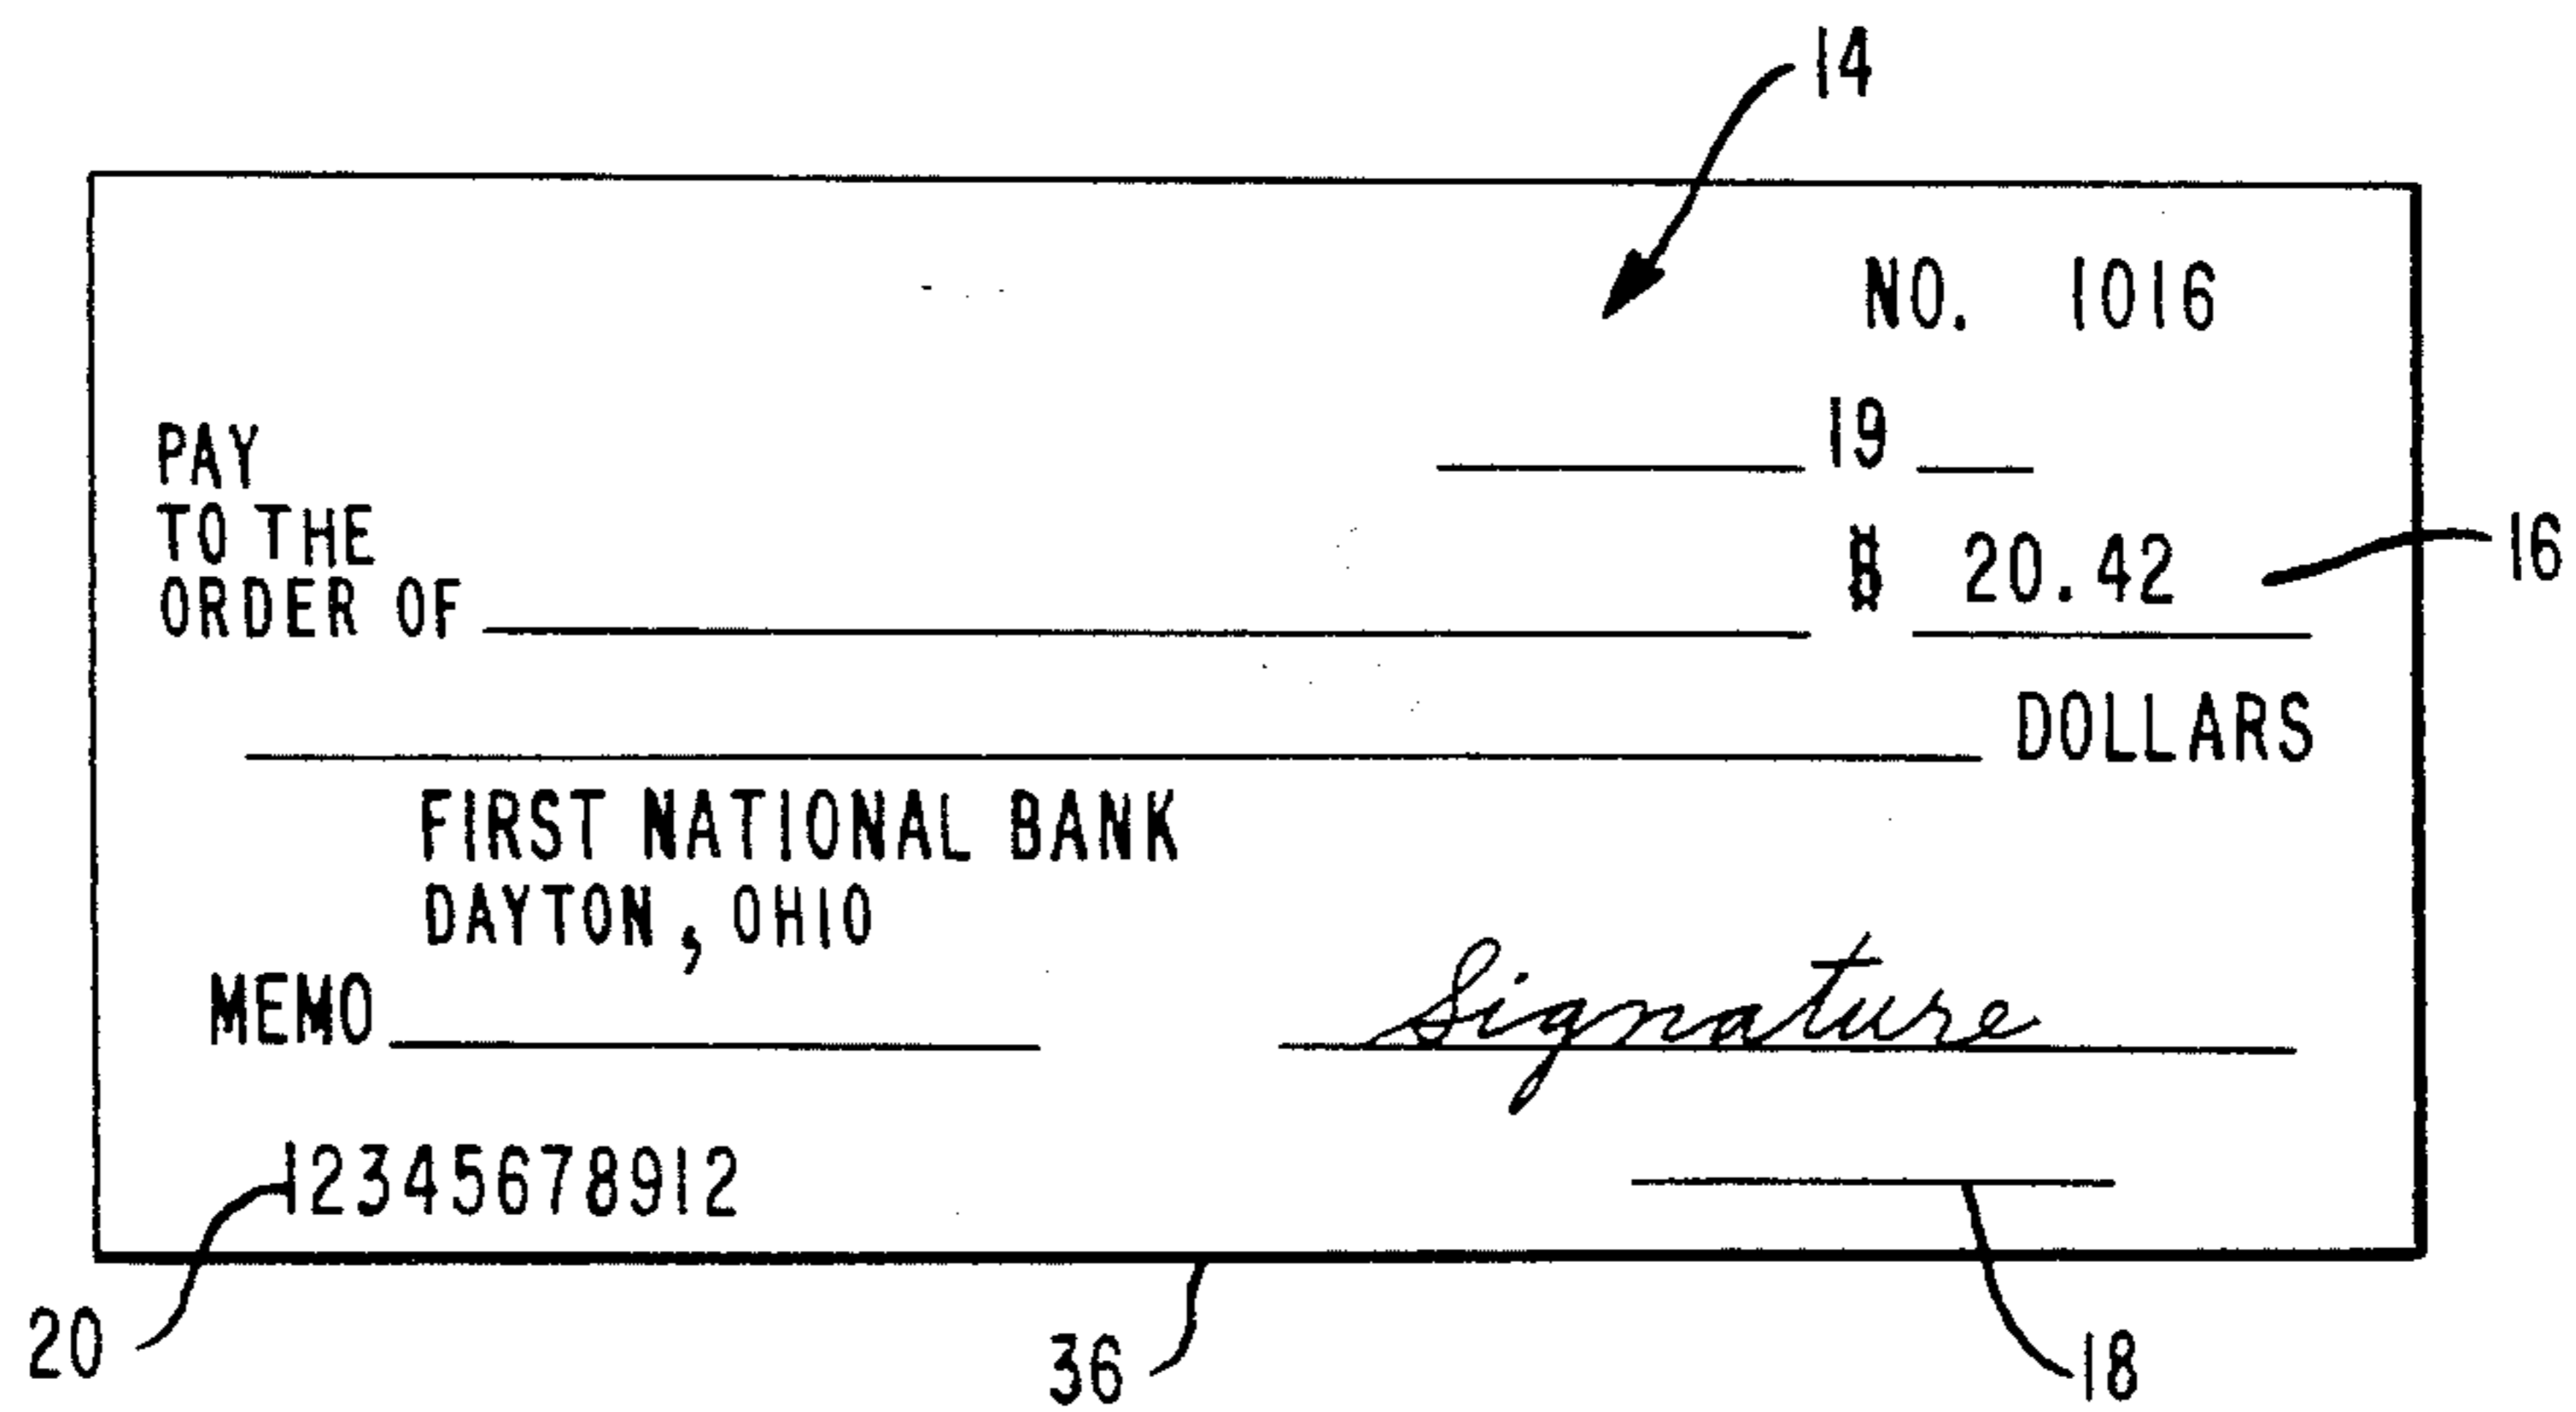 14
NO. 1016
19
PAY
TO THE
ORDER OF $ 20.42
16
DOLLARS
FIRST NATIONAL BANK
DAYTON, OHIO
MEMO Signature
12345678912
20
36
18